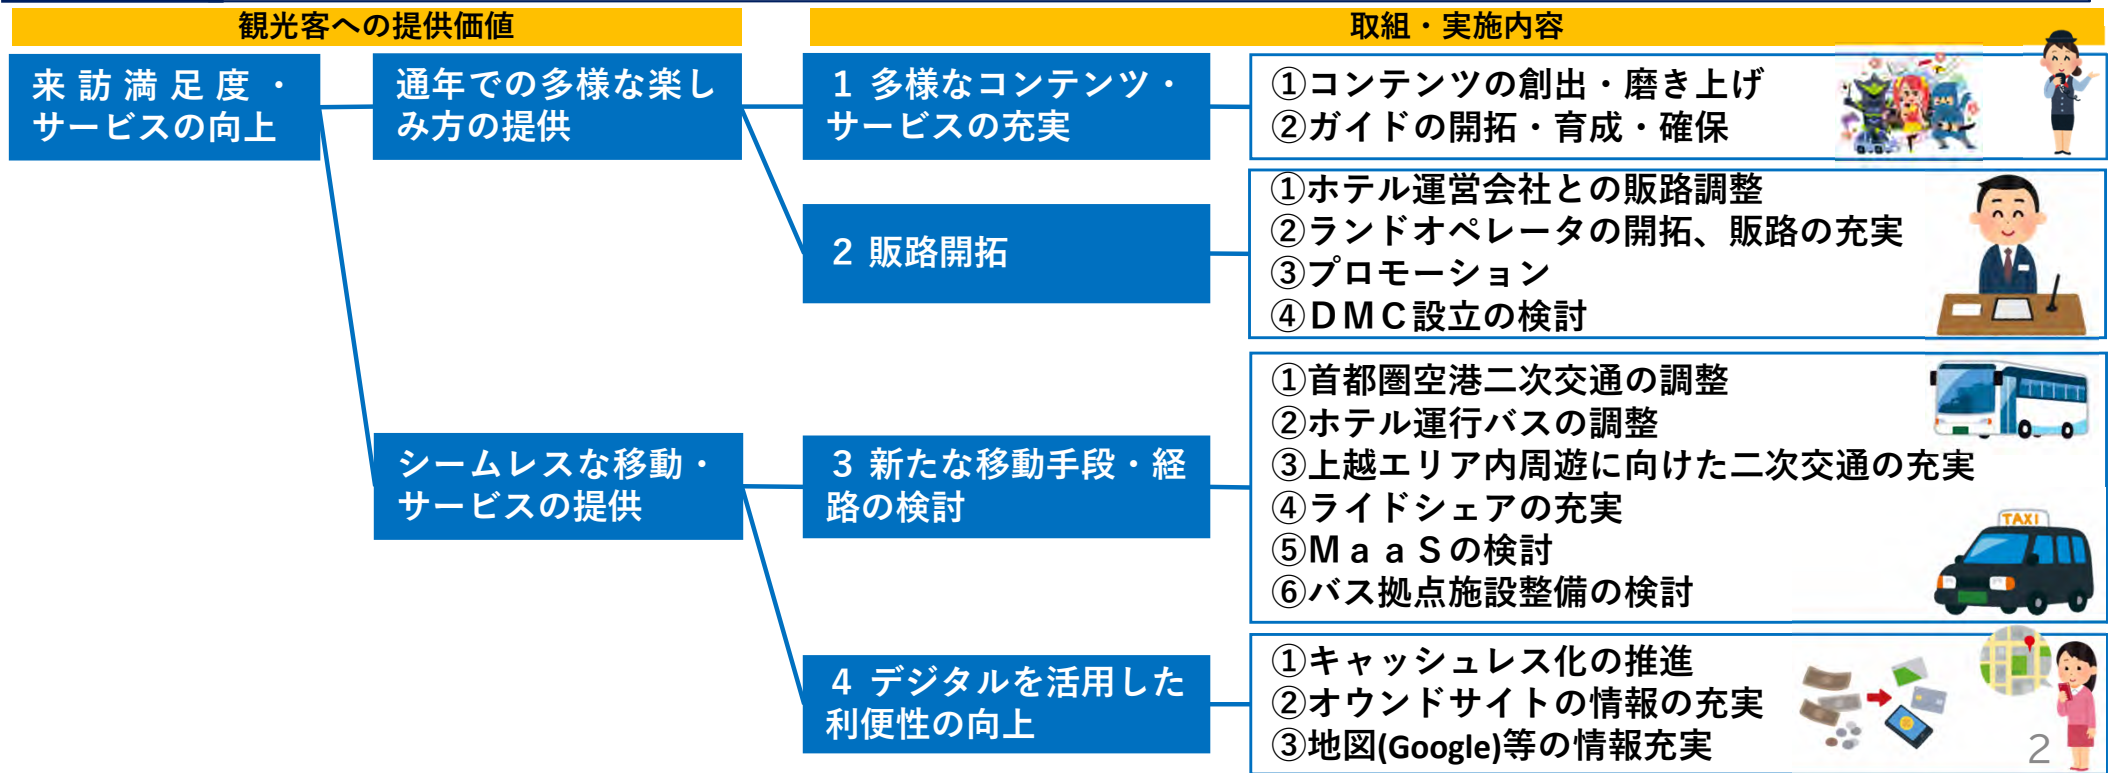 観光客への提供価値
取組・実施内容
来訪満足度・
サービスの向上
通年での多様な楽し
み方の提供
1 多様なコンテンツ・
サービスの充実
①コンテンツの創出・磨き上げ
②ガイドの開拓・育成・確保
2 販路開拓
①ホテル運営会社との販路調整
②ランドオペレータの開拓、販路の充実
③プロモーション
④DMC設立の検討
シームレスな移動・
サービスの提供
3 新たな移動手段・経
路の検討
①首都圏空港二次交通の調整
②ホテル運行バスの調整
③上越エリア内周遊に向けた二次交通の充実
④ライドシェアの充実
⑤MaaSの検討
⑥バス拠点施設整備の検討
TAXI
4 デジタルを活用した
利便性の向上
①キャッシュレス化の推進
②オウンドサイトの情報の充実
③地図(Google)等の情報充実
2